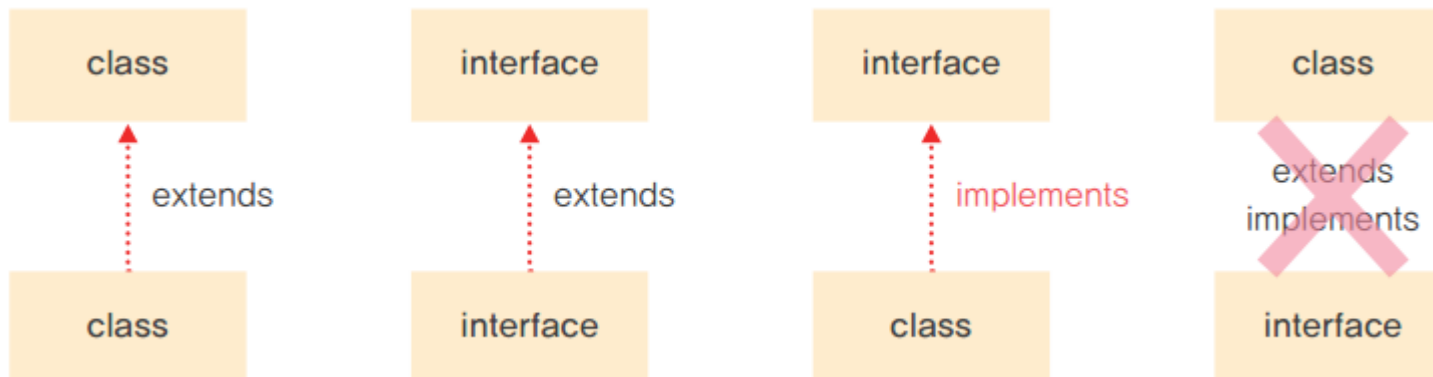 class
interface
interface
class
extends
extends
implements
extends
implements
class
interface
class
interface